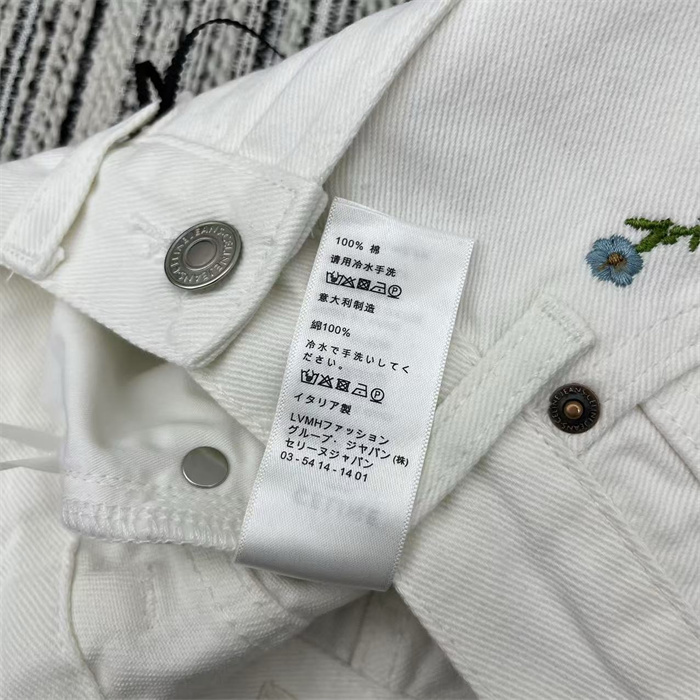 100% 棉
请用冷水手洗
意大利制造
綿100%
冷水で手洗いしてく
ださい。
イタリア製
LVMHファッション
グループ・ジャパン(株)
セリーヌジャパン
03-5414-1401
CELINE